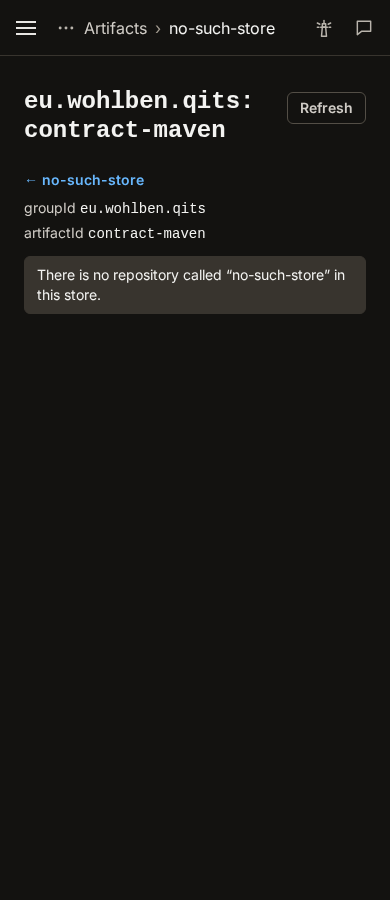 Artifacts › no-such-store
eu.wohlben.qits:
contract-maven
Refresh
← no-such-store
groupId eu.wohlben.qits
artifactId contract-maven
There is no repository called “no-such-store” in
this store.